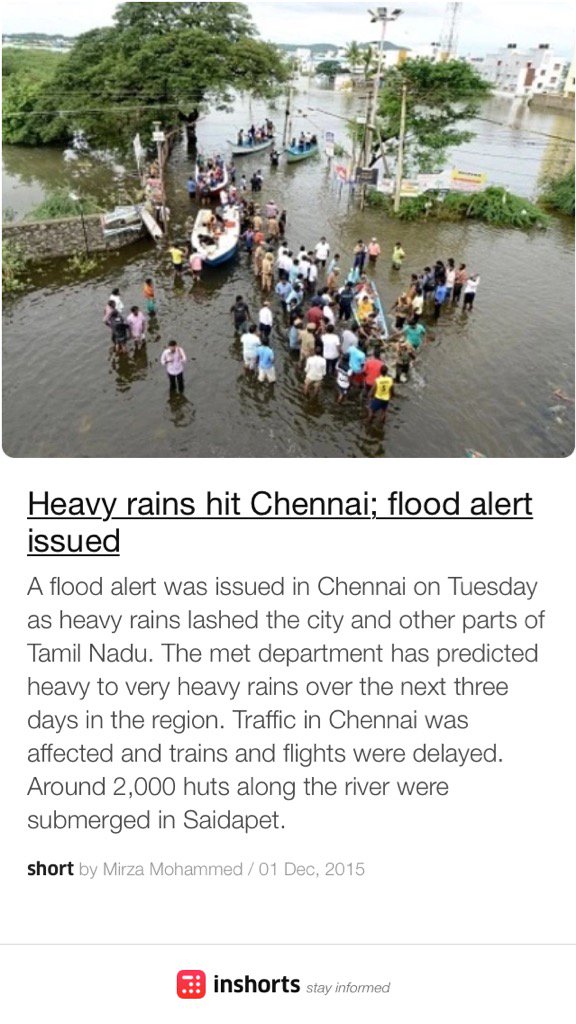 Heavy rains hit Chennai; flood alert
issued
A flood alert was issued in Chennai on Tuesday
as heavy rains lashed the city and other parts of
Tamil Nadu. The met department has predicted
heavy to very heavy rains over the next three
days in the region. Traffic in Chennai was
affected and trains and flights were delayed.
Around 2,000 huts along the river were
submerged in Saidapet.
short by Mirza Mohammed / 01 Dec, 2015
inshorts stay informed